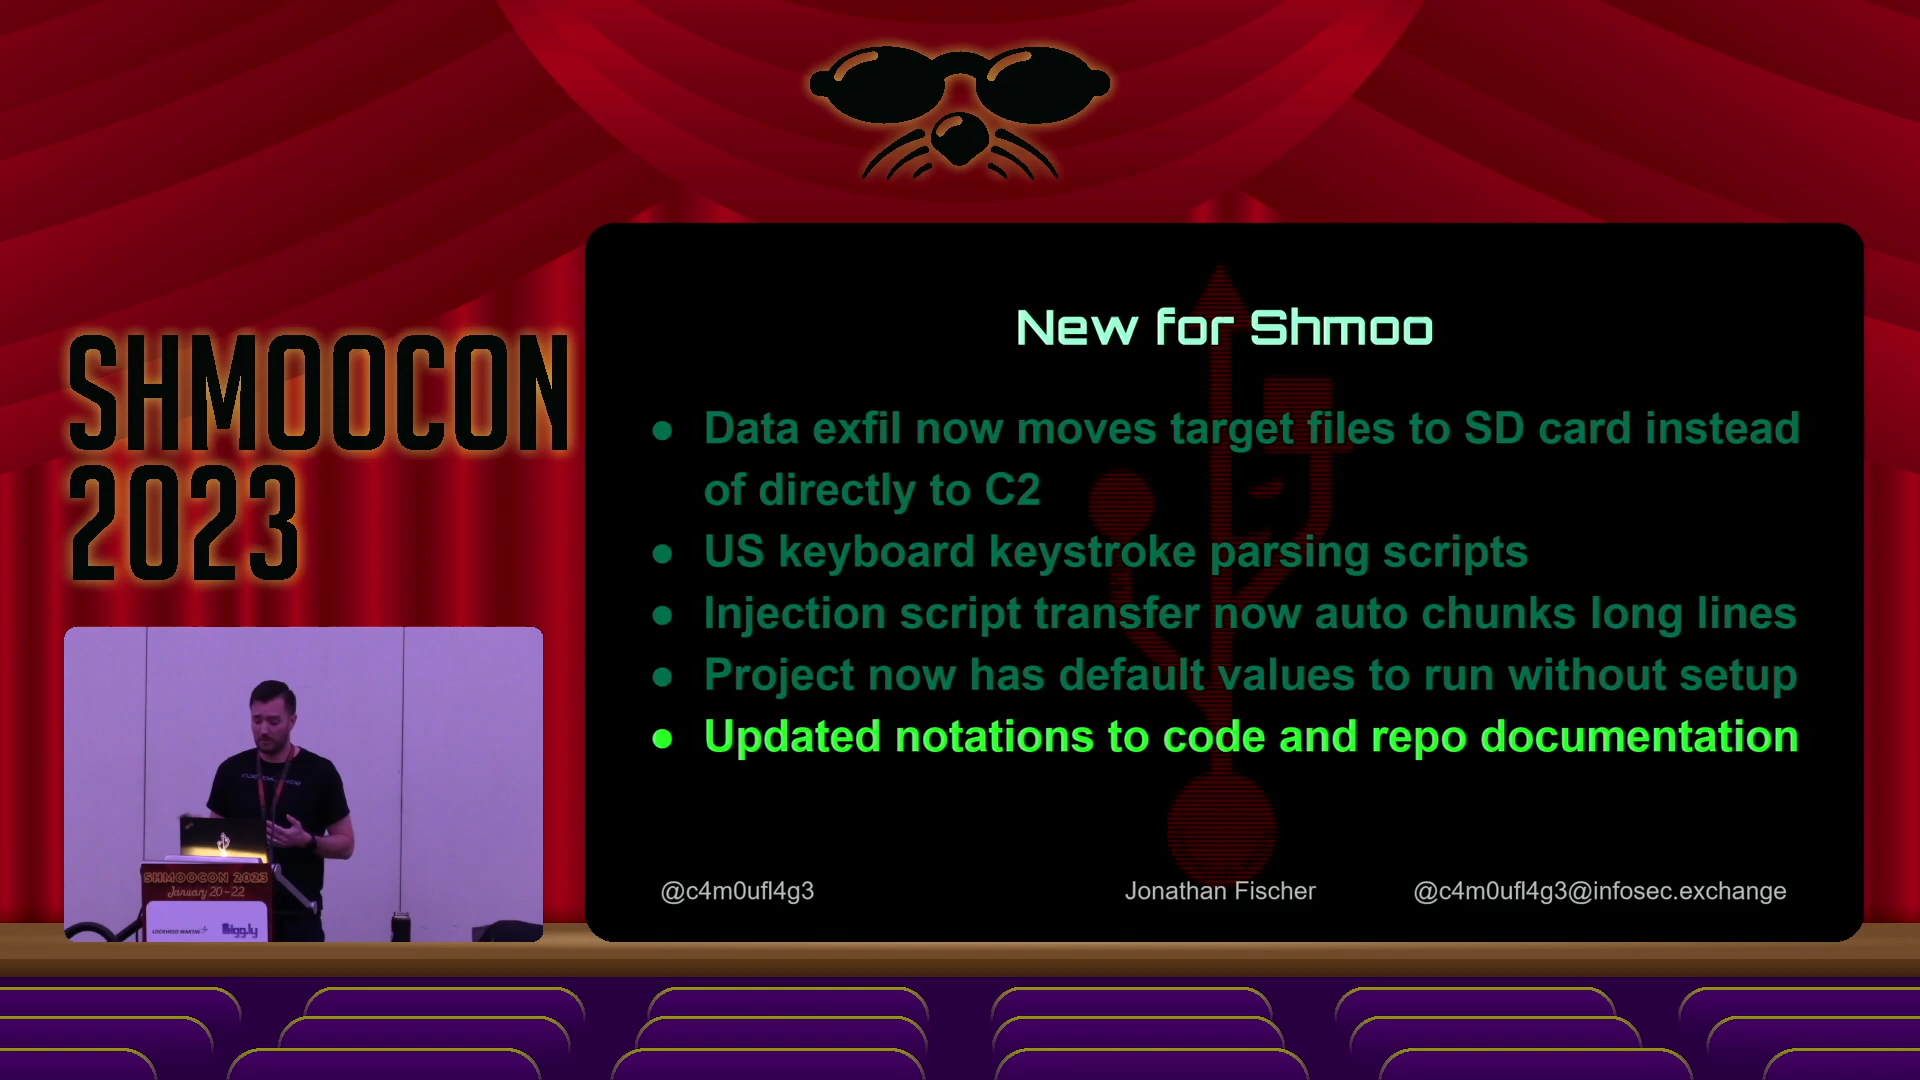 SHMOOCON
2023
New for Shmoo
● Data exfil now moves target files to SD card instead
of directly to C2
● US keyboard keystroke parsing scripts
● Injection script transfer now auto chunks long lines
● Project now has default values to run without setup
● Updated notations to code and repo documentation
@c4m0ufl4g3
Jonathan Fischer
@c4m0ufl4g3@infosec.exchange
SHMOOCON 2023
January 20-22
LOCKHEED MARTIN